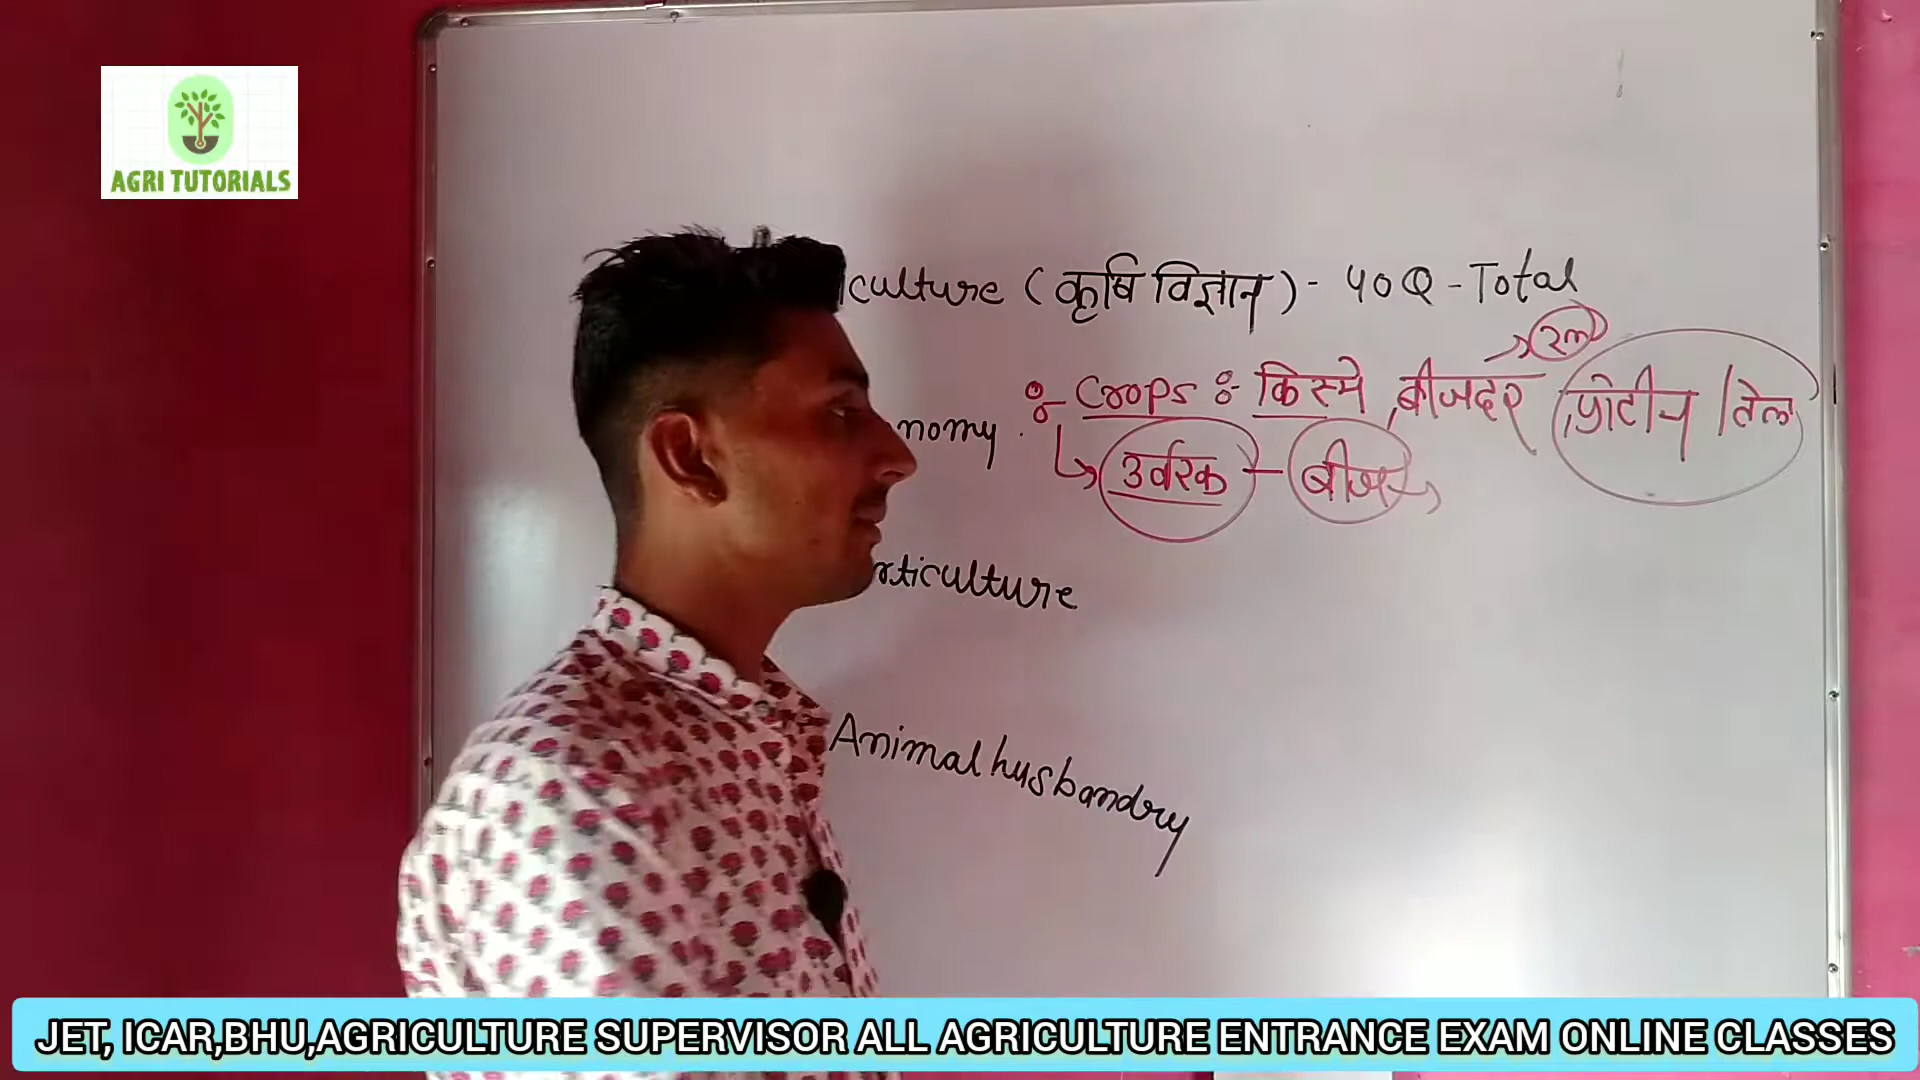 AGRI TUTORIALS
culture (कृषि विज्ञान) - 40Q - Total
Crops :- किस्मे, बीजदर, प्रोटीन / तेल
nomy
उर्वरक - बीज
rticulture
Animal husbandry
JET, ICAR,BHU,AGRICULTURE SUPERVISOR ALL AGRICULTURE ENTRANCE EXAM ONLINE CLASSES